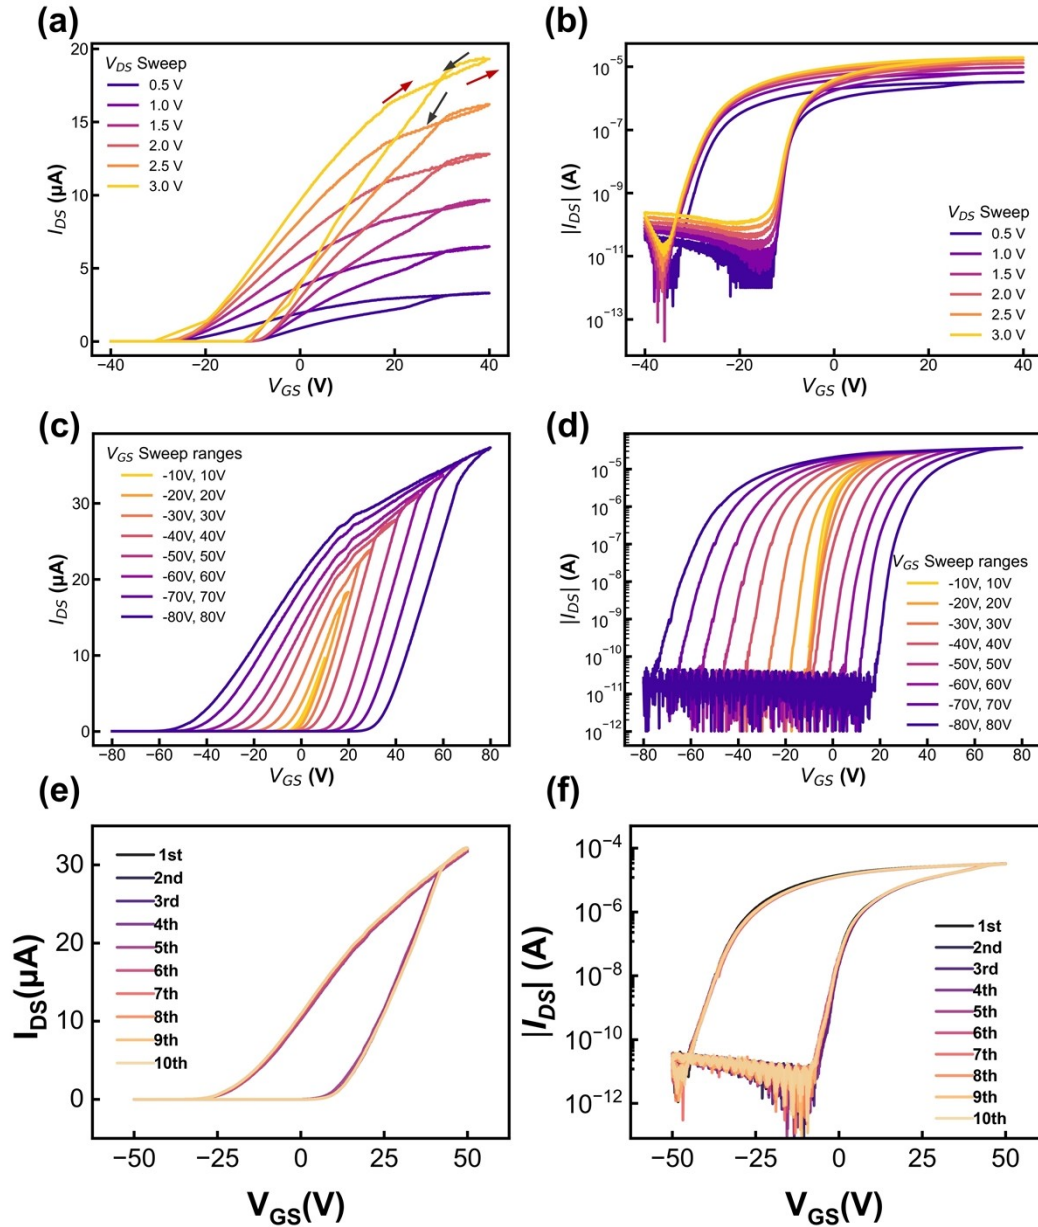 (a)
V_DS Sweep
0.5 V
1.0 V
1.5 V
2.0 V
2.5 V
3.0 V
20
15
10
5
0
I_DS (μA)
−40 −20 0 20 40
V_GS (V)
(b)
10⁻⁵
10⁻⁷
10⁻⁹
10⁻¹¹
10⁻¹³
|I_DS| (A)
V_DS Sweep
0.5 V
1.0 V
1.5 V
2.0 V
2.5 V
3.0 V
−40 −20 0 20 40
V_GS (V)
(c)
V_GS Sweep ranges
-10V, 10V
-20V, 20V
-30V, 30V
-40V, 40V
-50V, 50V
-60V, 60V
-70V, 70V
-80V, 80V
30
20
10
0
I_DS (μA)
−80 −60 −40 −20 0 20 40 60 80
V_GS (V)
(d)
10⁻⁵
10⁻⁶
10⁻⁷
10⁻⁸
10⁻⁹
10⁻¹⁰
10⁻¹¹
10⁻¹²
|I_DS| (A)
V_GS Sweep ranges
-10V, 10V
-20V, 20V
-30V, 30V
-40V, 40V
-50V, 50V
-60V, 60V
-70V, 70V
-80V, 80V
−80 −60 −40 −20 0 20 40 60 80
V_GS (V)
(e)
1st
2nd
3rd
4th
5th
6th
7th
8th
9th
10th
30
20
10
0
I_DS(μA)
−50 −25 0 25 50
V_GS(V)
(f)
10⁻⁴
10⁻⁶
10⁻⁸
10⁻¹⁰
10⁻¹²
|I_DS| (A)
1st
2nd
3rd
4th
5th
6th
7th
8th
9th
10th
−50 −25 0 25 50
V_GS(V)